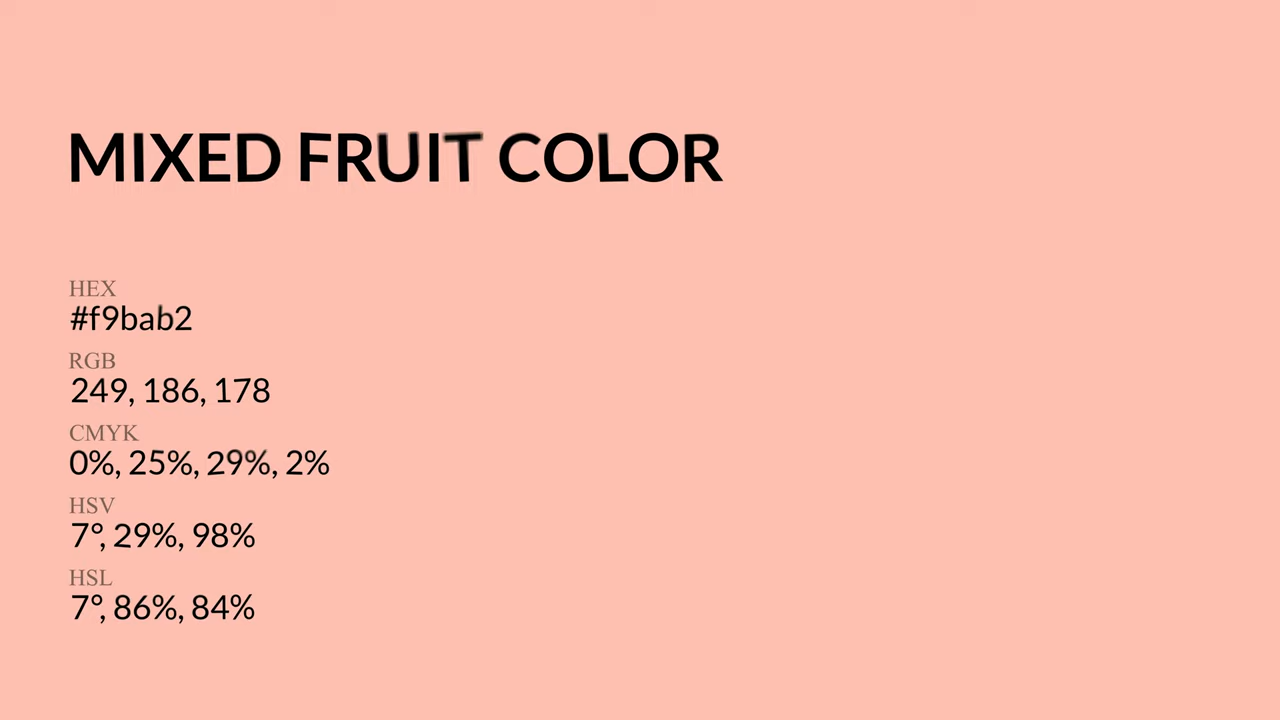 MIXED FRUIT COLOR
HEX
#f9bab2
RGB
249, 186, 178
CMYK
0%, 25%, 29%, 2%
HSV
7°, 29%, 98%
HSL
7°, 86%, 84%